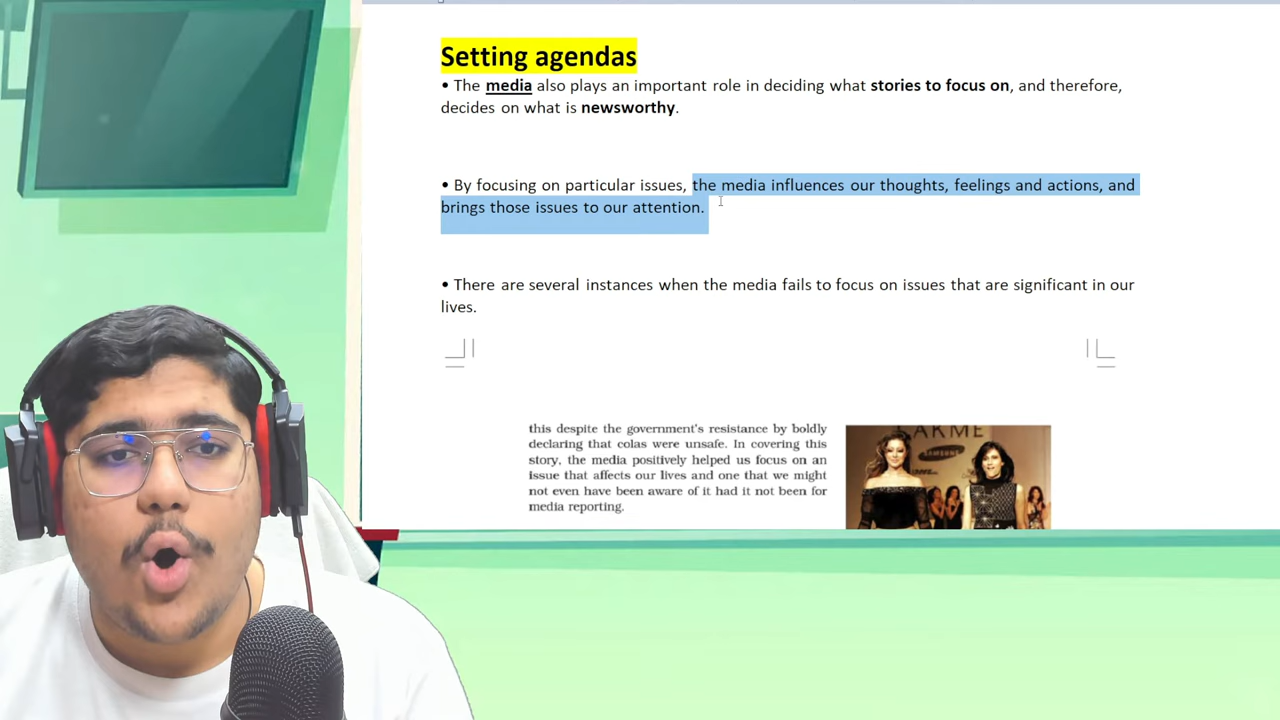 Setting agendas
• The media also plays an important role in deciding what stories to focus on, and therefore,
decides on what is newsworthy.
• By focusing on particular issues, the media influences our thoughts, feelings and actions, and
brings those issues to our attention.
• There are several instances when the media fails to focus on issues that are significant in our
lives.
this despite the government's resistance by boldly
declaring that colas were unsafe. In covering this
story, the media positively helped us focus on an
issue that affects our lives and one that we might
not even have been aware of it had it not been for
media reporting.
LAKME
SAMSUNG